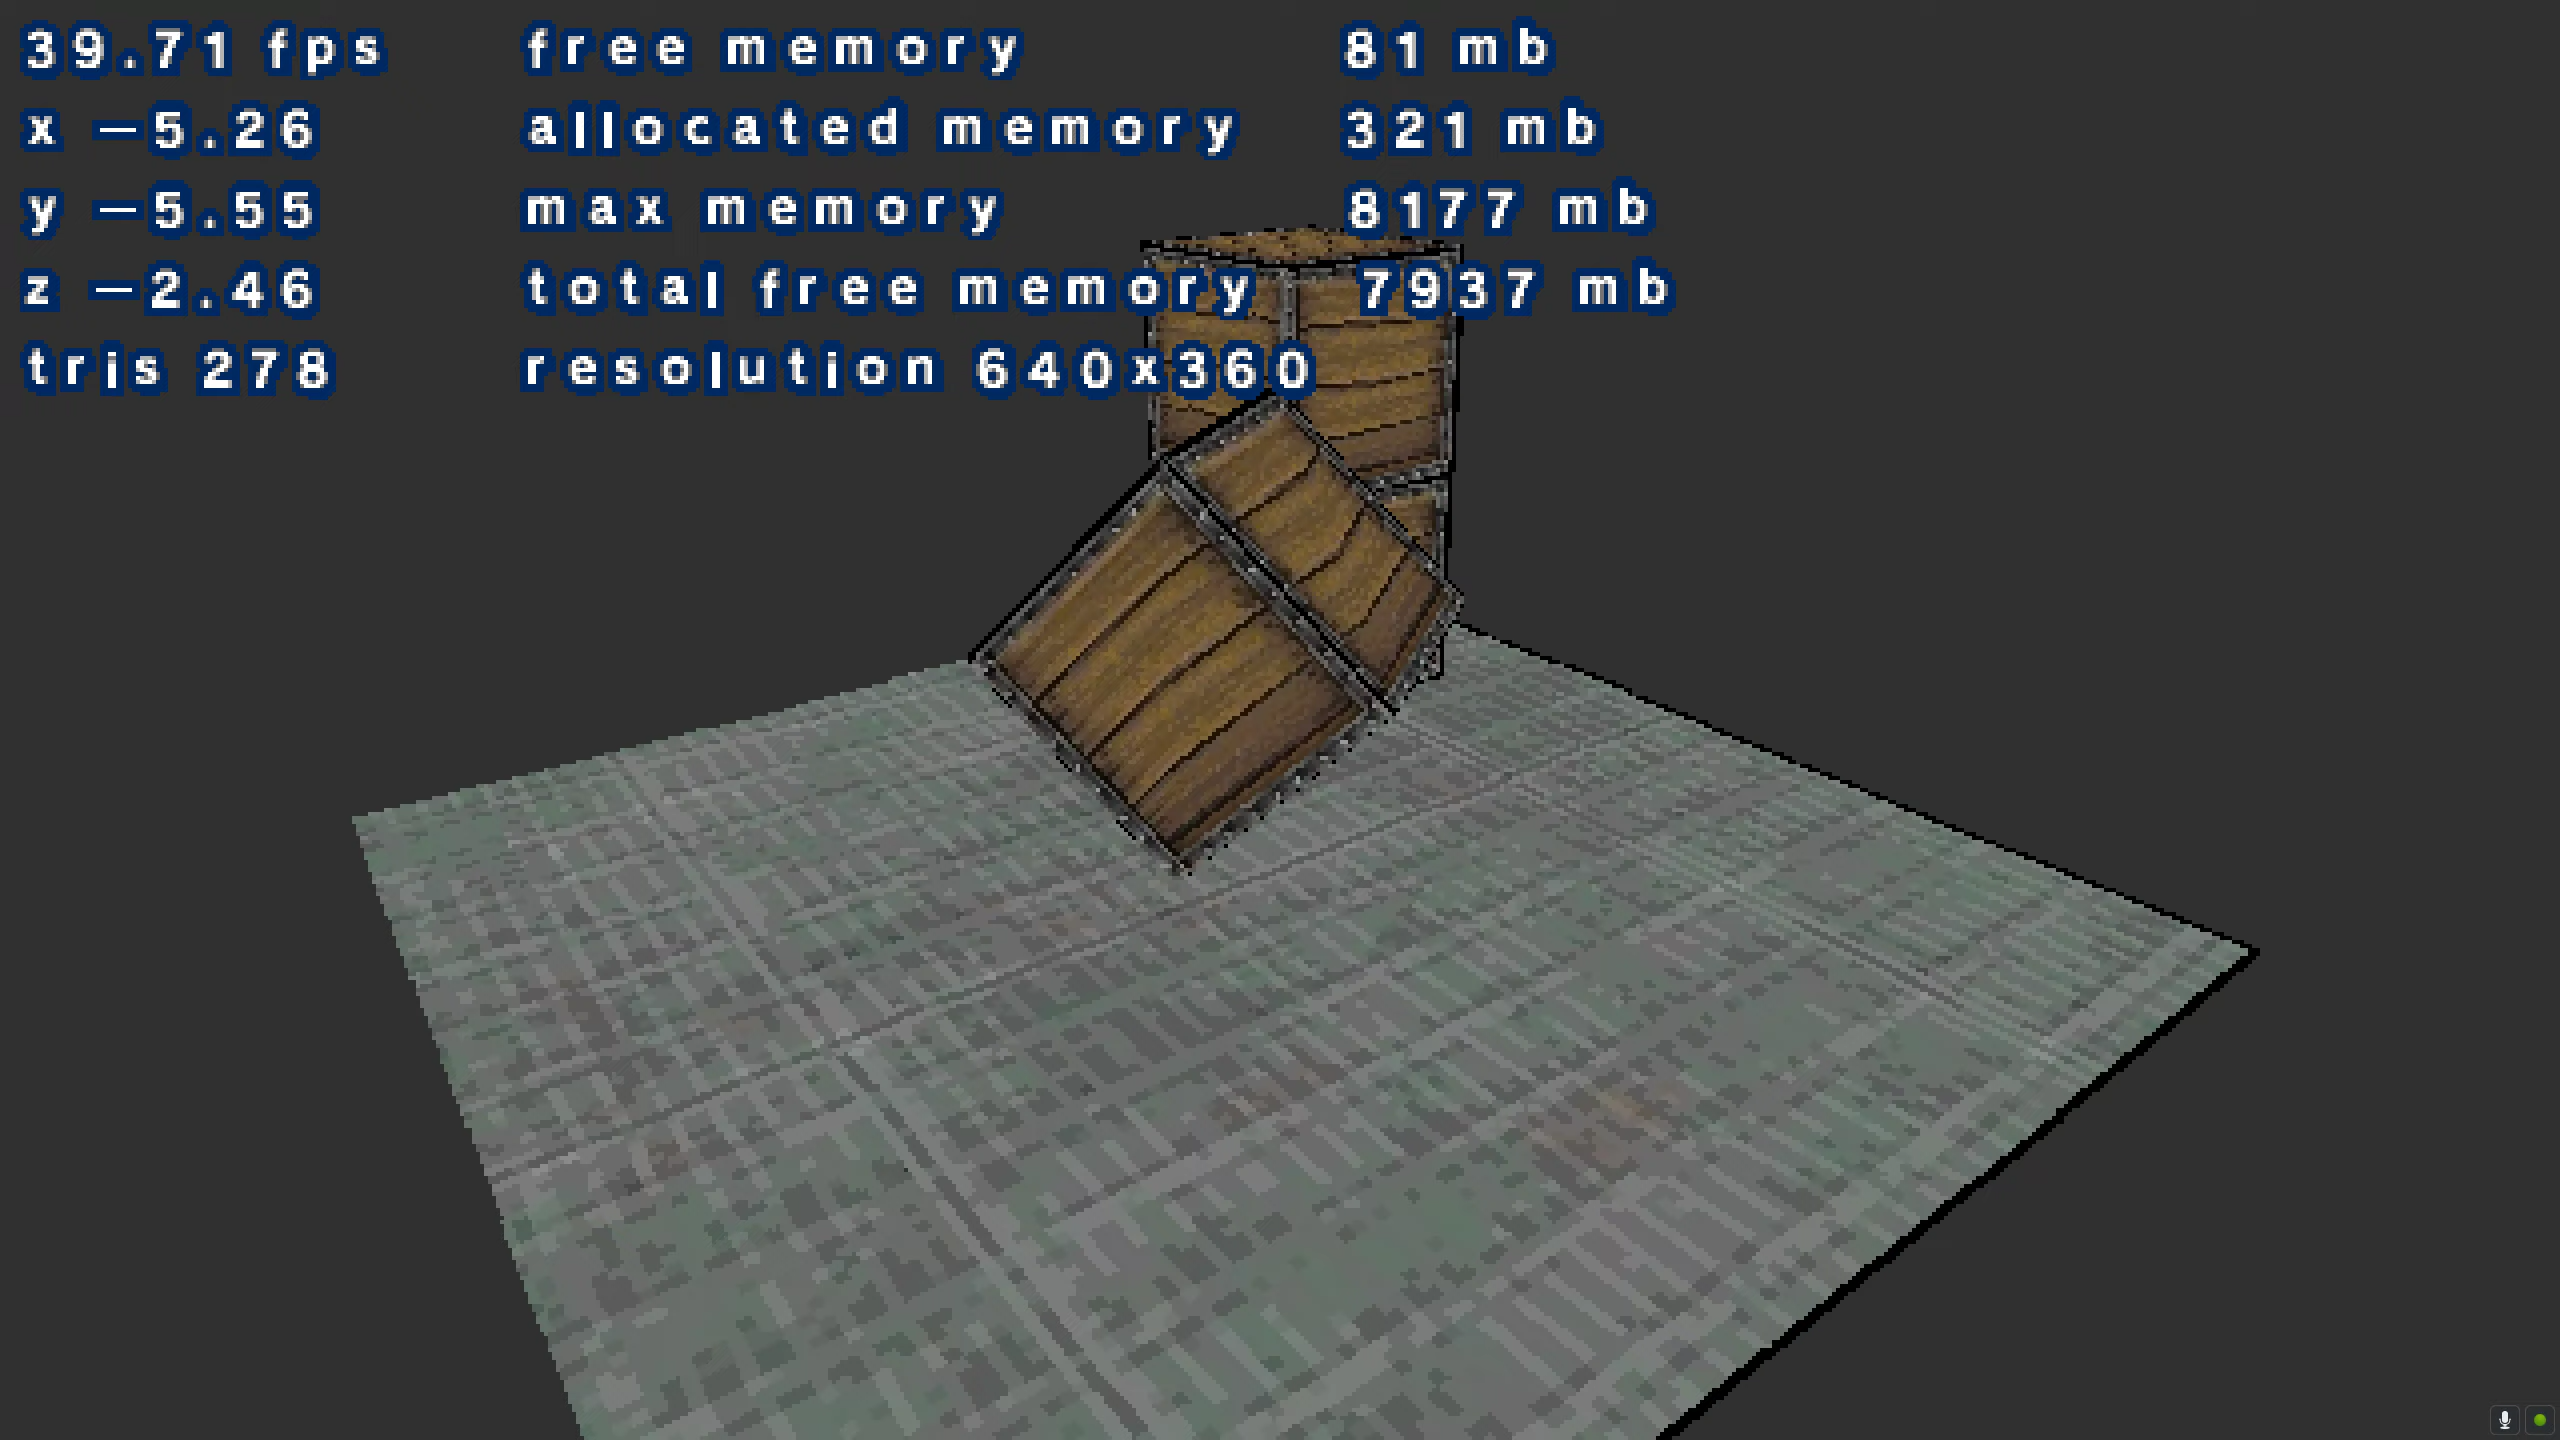 39.71 fps free memory 81 mb
x -5.26 allocated memory 321 mb
y -5.55 max memory 8177 mb
z -2.46 total free memory 7937 mb
tris 278 resolution 640x360